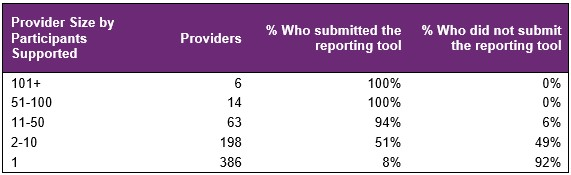 Provider Size by Participants Supported Providers % Who submitted the reporting tool % Who did not submit the reporting tool
101+ 6 100% 0%
51-100 14 100% 0%
11-50 63 94% 6%
2-10 198 51% 49%
1 386 8% 92%